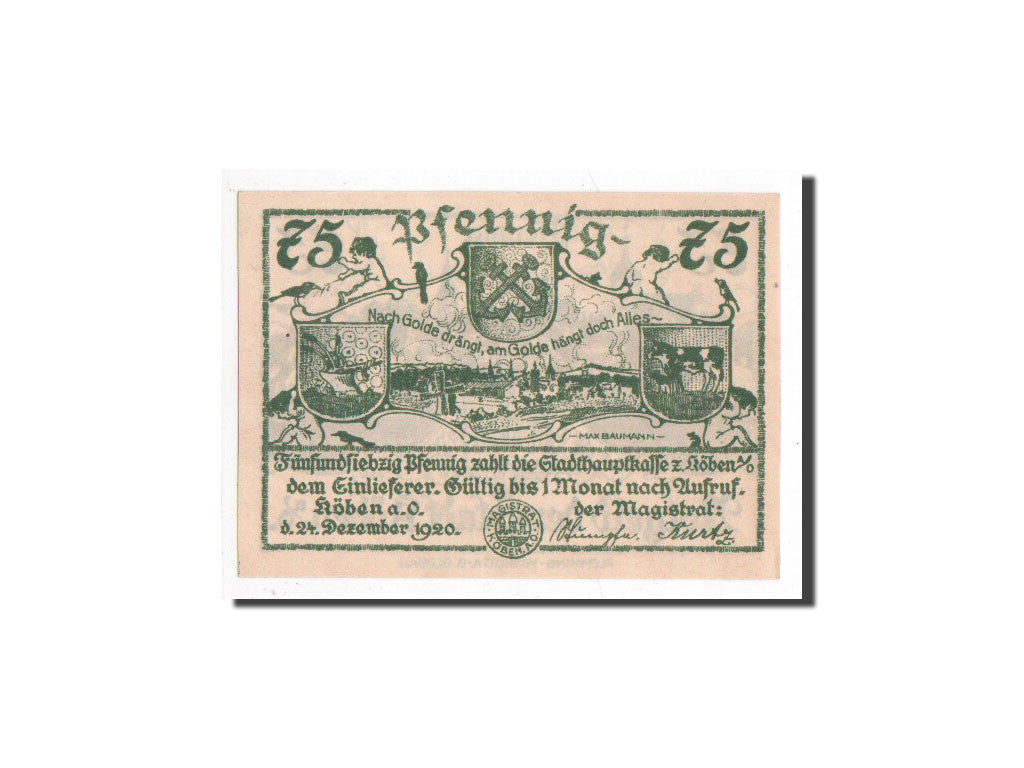 75 Pfennig 75
Nach Golde drängt, am Golde hängt doch Alles~
-MAX BAUMANN-
Fünfundsiebzig Pfennig zahlt die Stadthauptkasse z. Köben a/O
dem Einlieferer. Gültig bis 1 Monat nach Aufruf.
Köben a.O. der Magistrat:
d. 24. Dezember 1920.
·MAGISTRAT·
KÖBEN, A.O.
Kurtz